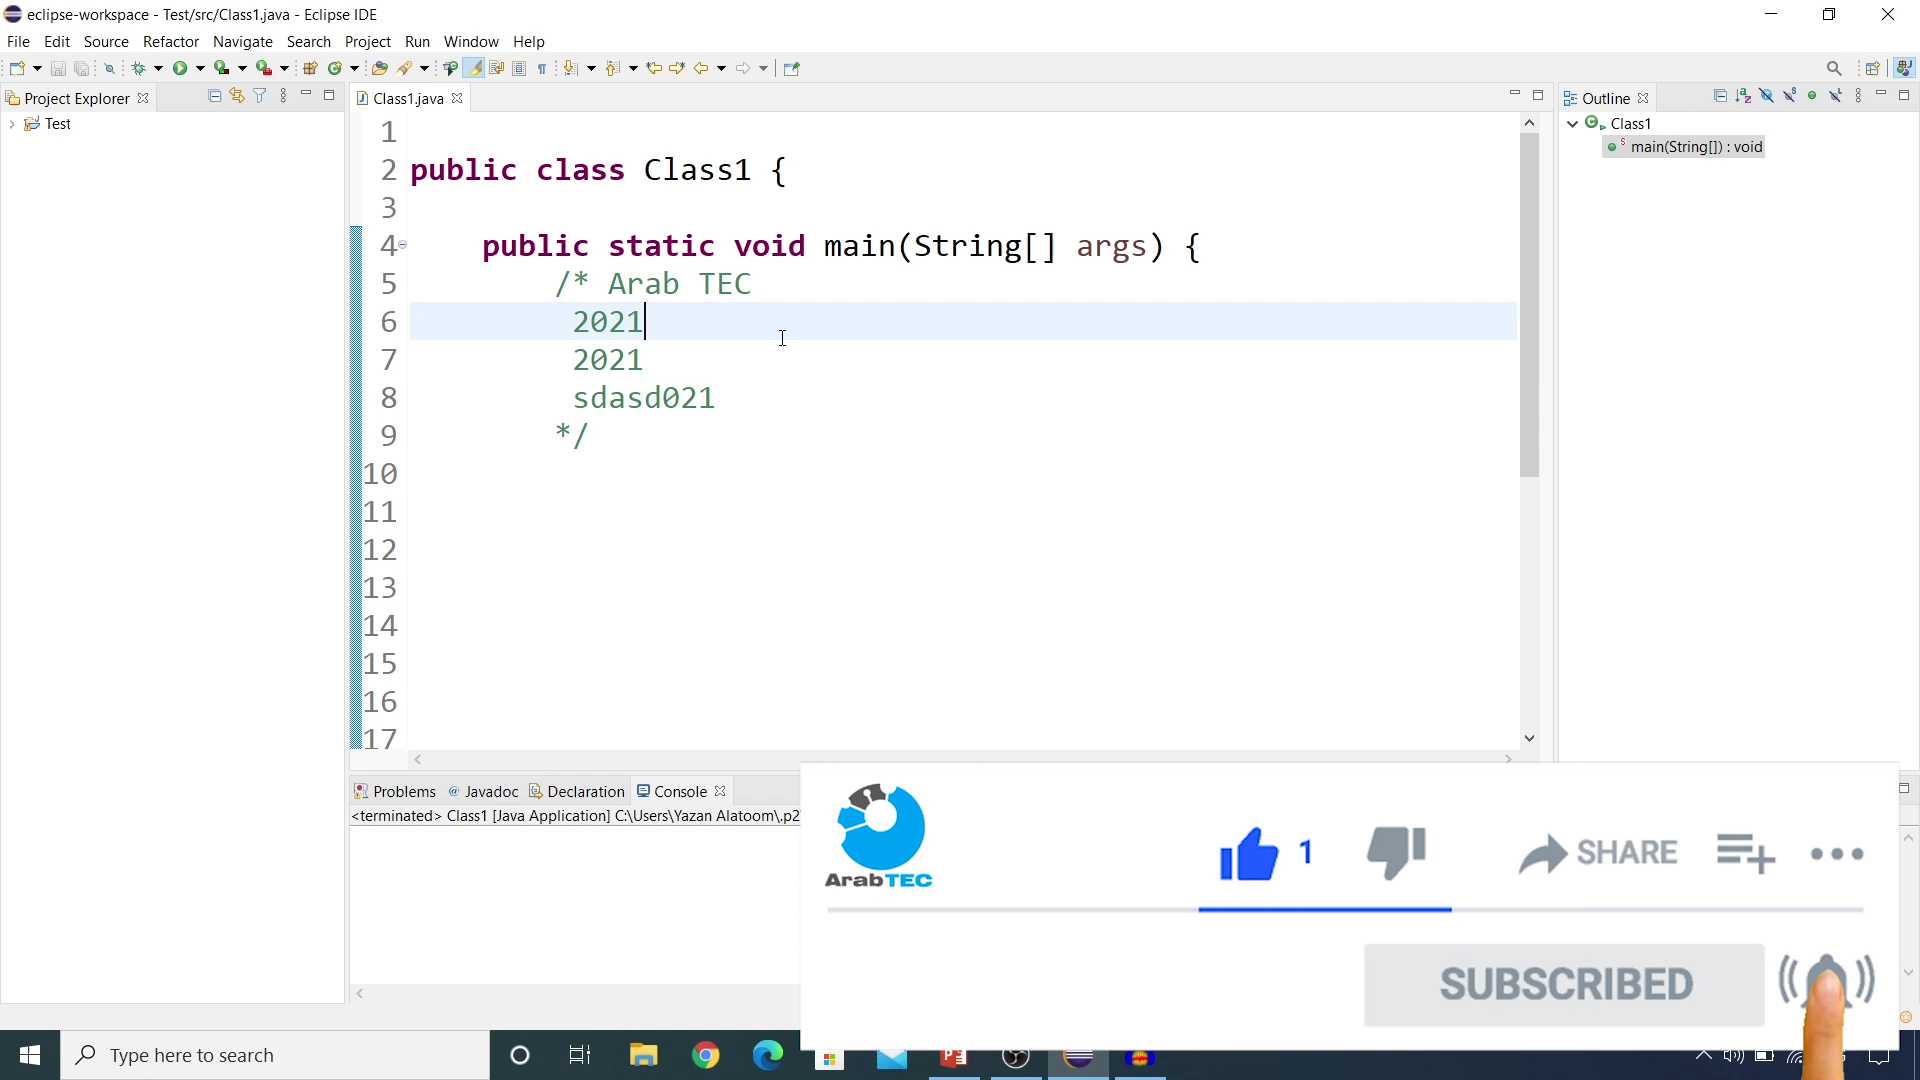 eclipse-workspace - Test/src/Class1.java - Eclipse IDE
File Edit Source Refactor Navigate Search Project Run Window Help
Project Explorer
Test
Class1.java
1
2 public class Class1 {
3
4 public static void main(String[] args) {
5 /* Arab TEC
6 2021
7 2021
8 sdasd021
9 */
10
11
12
13
14
15
16
17
Outline
Class1
main(String[]) : void
Problems @ Javadoc Declaration Console
<terminated> Class1 [Java Application] C:\Users\Yazan Alatoom\.p2
ArabTEC
1 SHARE
SUBSCRIBED
Type here to search